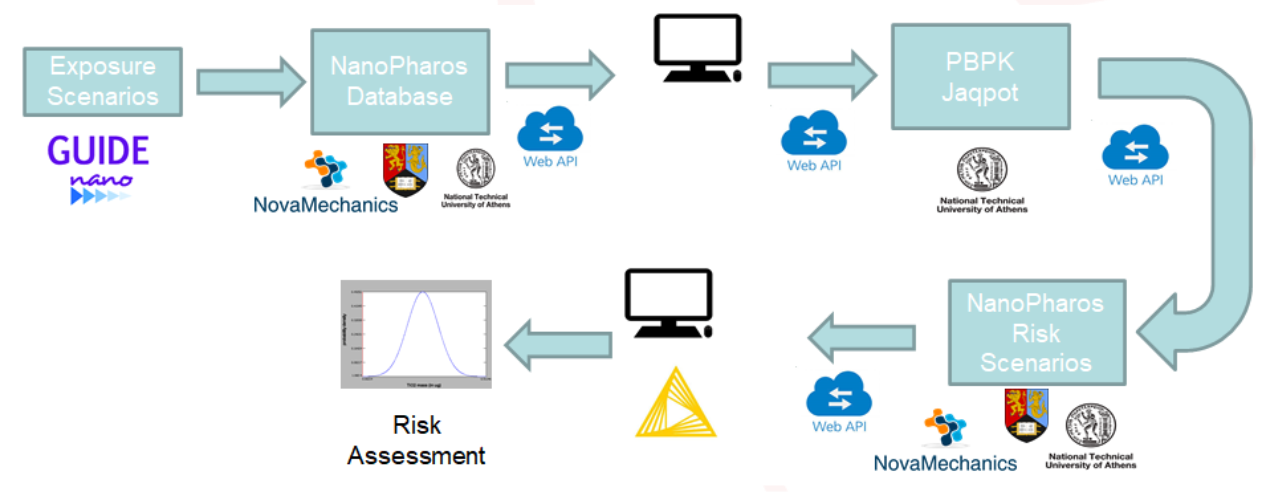 Exposure
Scenarios
NanoPharos
Database
PBPK
Jaqpot
GUIDE
nano
Web API
Web API
Web API
NovaMechanics
National Technical
University of Athens
National Technical
University of Athens
NanoPharos
Risk
Scenarios
Web API
Risk
Assessment
NovaMechanics
National Technical
University of Athens